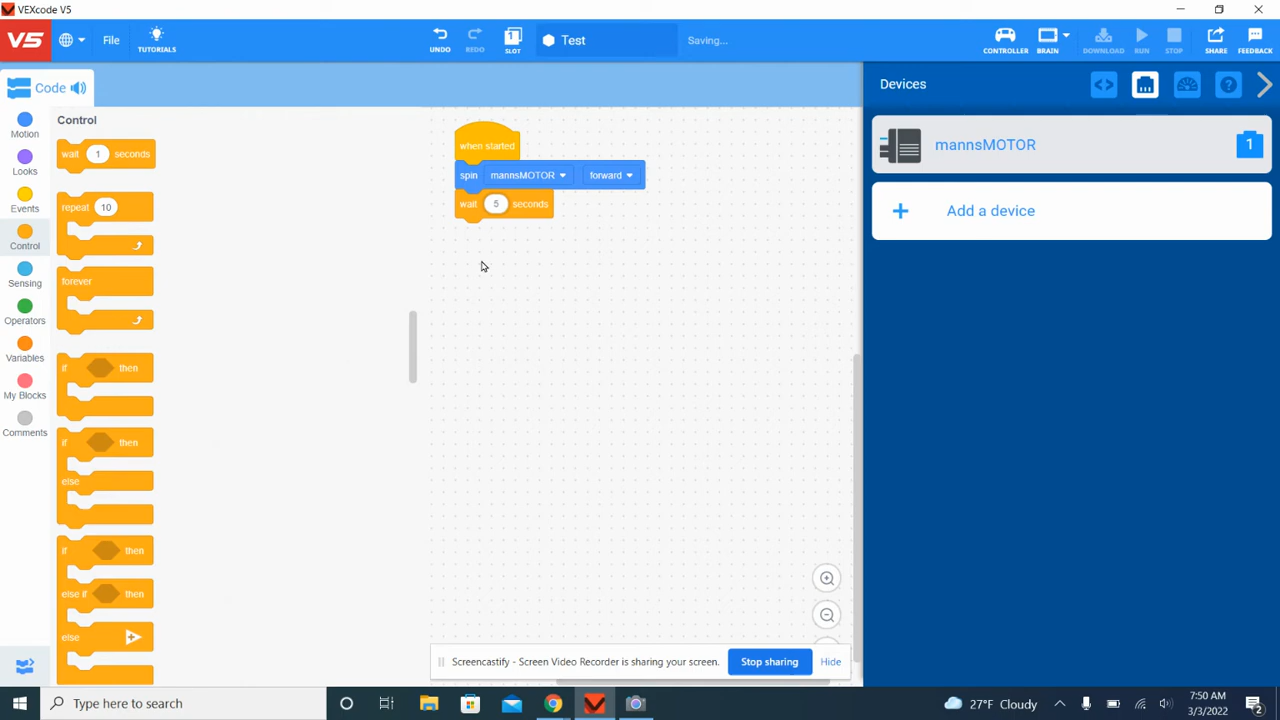 VEXcode V5
V5
File
TUTORIALS
UNDO
REDO
1
SLOT
Test
Saving...
CONTROLLER
BRAIN
DOWNLOAD
RUN
STOP
SHARE
FEEDBACK
Code
Devices
Motion
Looks
Events
Control
Sensing
Operators
Variables
My Blocks
Comments
Control
wait 1 seconds
repeat 10
forever
if then
if then
else
if then
else if then
else
when started
spin mannsMOTOR forward
wait 5 seconds
mannsMOTOR 1
Add a device
Screencastify - Screen Video Recorder is sharing your screen. Stop sharing Hide
Type here to search
27°F Cloudy
7:50 AM
3/3/2022
2